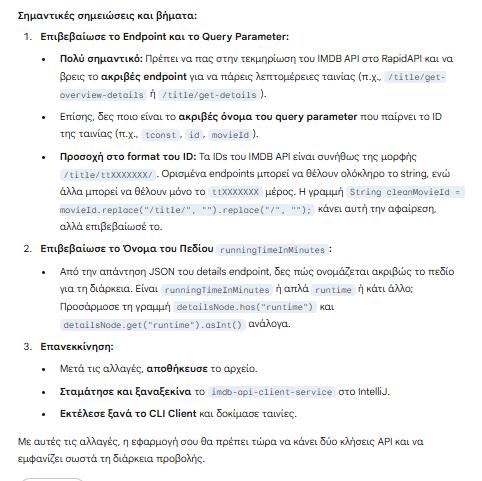 Σημαντικές σημειώσεις και βήματα:
1. Επιβεβαίωσε το Endpoint και το Query Parameter:
• Πολύ σημαντικό: Πρέπει να πας στην τεκμηρίωση του IMDB API στο RapidAPI και να
βρεις το ακριβές endpoint για να πάρεις λεπτομέρειες ταινίας (π.χ., /title/get-
overview-details ή /title/get-details ).
• Επίσης, δες ποιο είναι το ακριβές όνομα του query parameter που παίρνει το ID
της ταινίας (π.χ., tconst , id , movieId ).
• Προσοχή στο format του ID: Τα IDs του IMDB API είναι συνήθως της μορφής
/title/ttXXXXXXX/ . Ορισμένα endpoints μπορεί να θέλουν ολόκληρο το string, ενώ
άλλα μπορεί να θέλουν μόνο το ttXXXXXXX μέρος. Η γραμμή String cleanMovieId =
movieId.replace("/title/", "").replace("/", ""); κάνει αυτή την αφαίρεση,
αλλά επιβεβαίωσέ το.
2. Επιβεβαίωσε το Όνομα του Πεδίου runningTimeInMinutes :
• Από την απάντηση JSON του details endpoint, δες πώς ονομάζεται ακριβώς το πεδίο
για τη διάρκεια. Είναι runningTimeInMinutes ή απλά runtime ή κάτι άλλο;
Προσάρμοσε τη γραμμή detailsNode.has("runtime") και
detailsNode.get("runtime").asInt() ανάλογα.
3. Επανεκκίνηση:
• Μετά τις αλλαγές, αποθήκευσε το αρχείο.
• Σταμάτησε και ξαναξεκίνα το imdb-api-client-service στο IntelliJ.
• Εκτέλεσε ξανά το CLI Client και δοκίμασε ταινίες.
Με αυτές τις αλλαγές, η εφαρμογή σου θα πρέπει τώρα να κάνει δύο κλήσεις API και να
εμφανίζει σωστά τη διάρκεια προβολής.